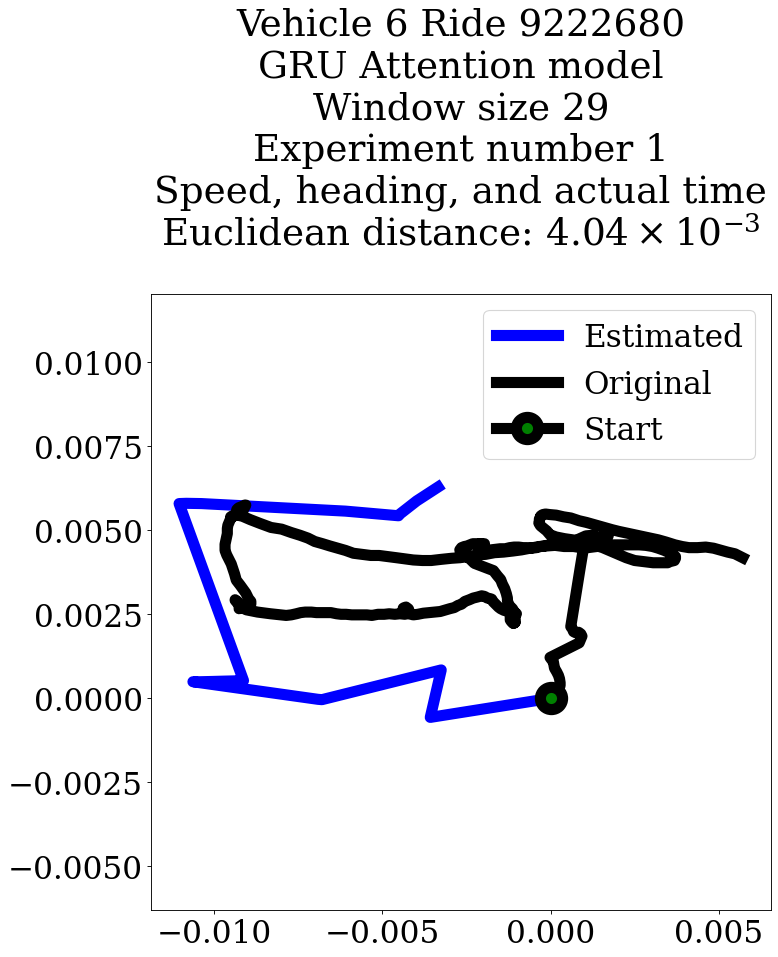 Vehicle 6 Ride 9222680
GRU Attention model
Window size 29
Experiment number 1
Speed, heading, and actual time
Euclidean distance: 4.04 × 10⁻³
Estimated
Original
Start
0.0100
0.0075
0.0050
0.0025
0.0000
−0.0025
−0.0050
−0.010 −0.005 0.000 0.005